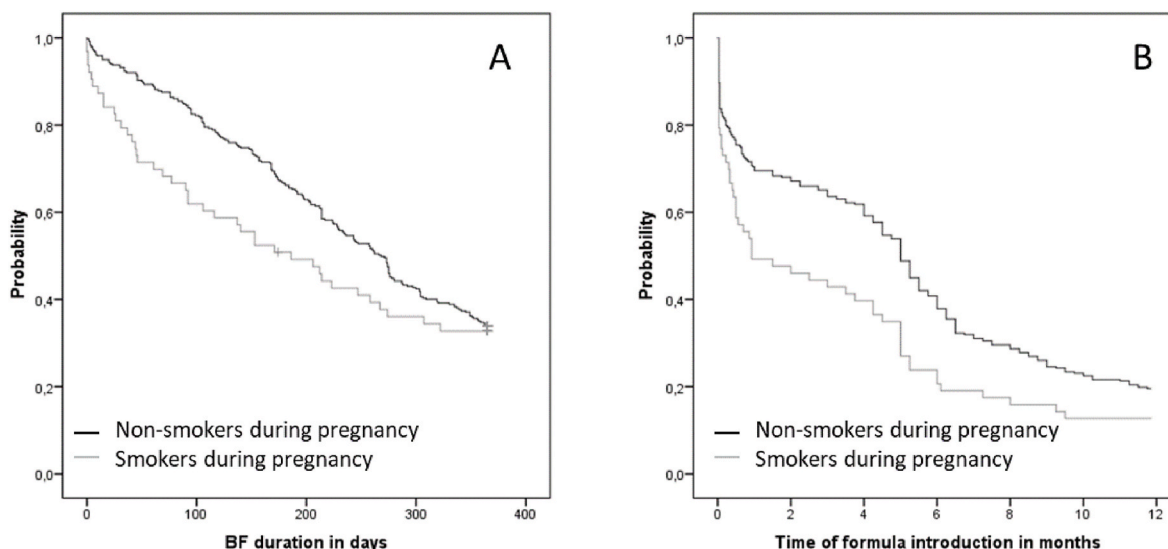 A
Probability
1,0
0,8
0,6
0,4
0,2
0,0
Non-smokers during pregnancy
Smokers during pregnancy
0
100
200
300
400
BF duration in days
B
Probability
1,0
0,8
0,6
0,4
0,2
0,0
Non-smokers during pregnancy
Smokers during pregnancy
0
2
4
6
8
10
12
Time of formula introduction in months